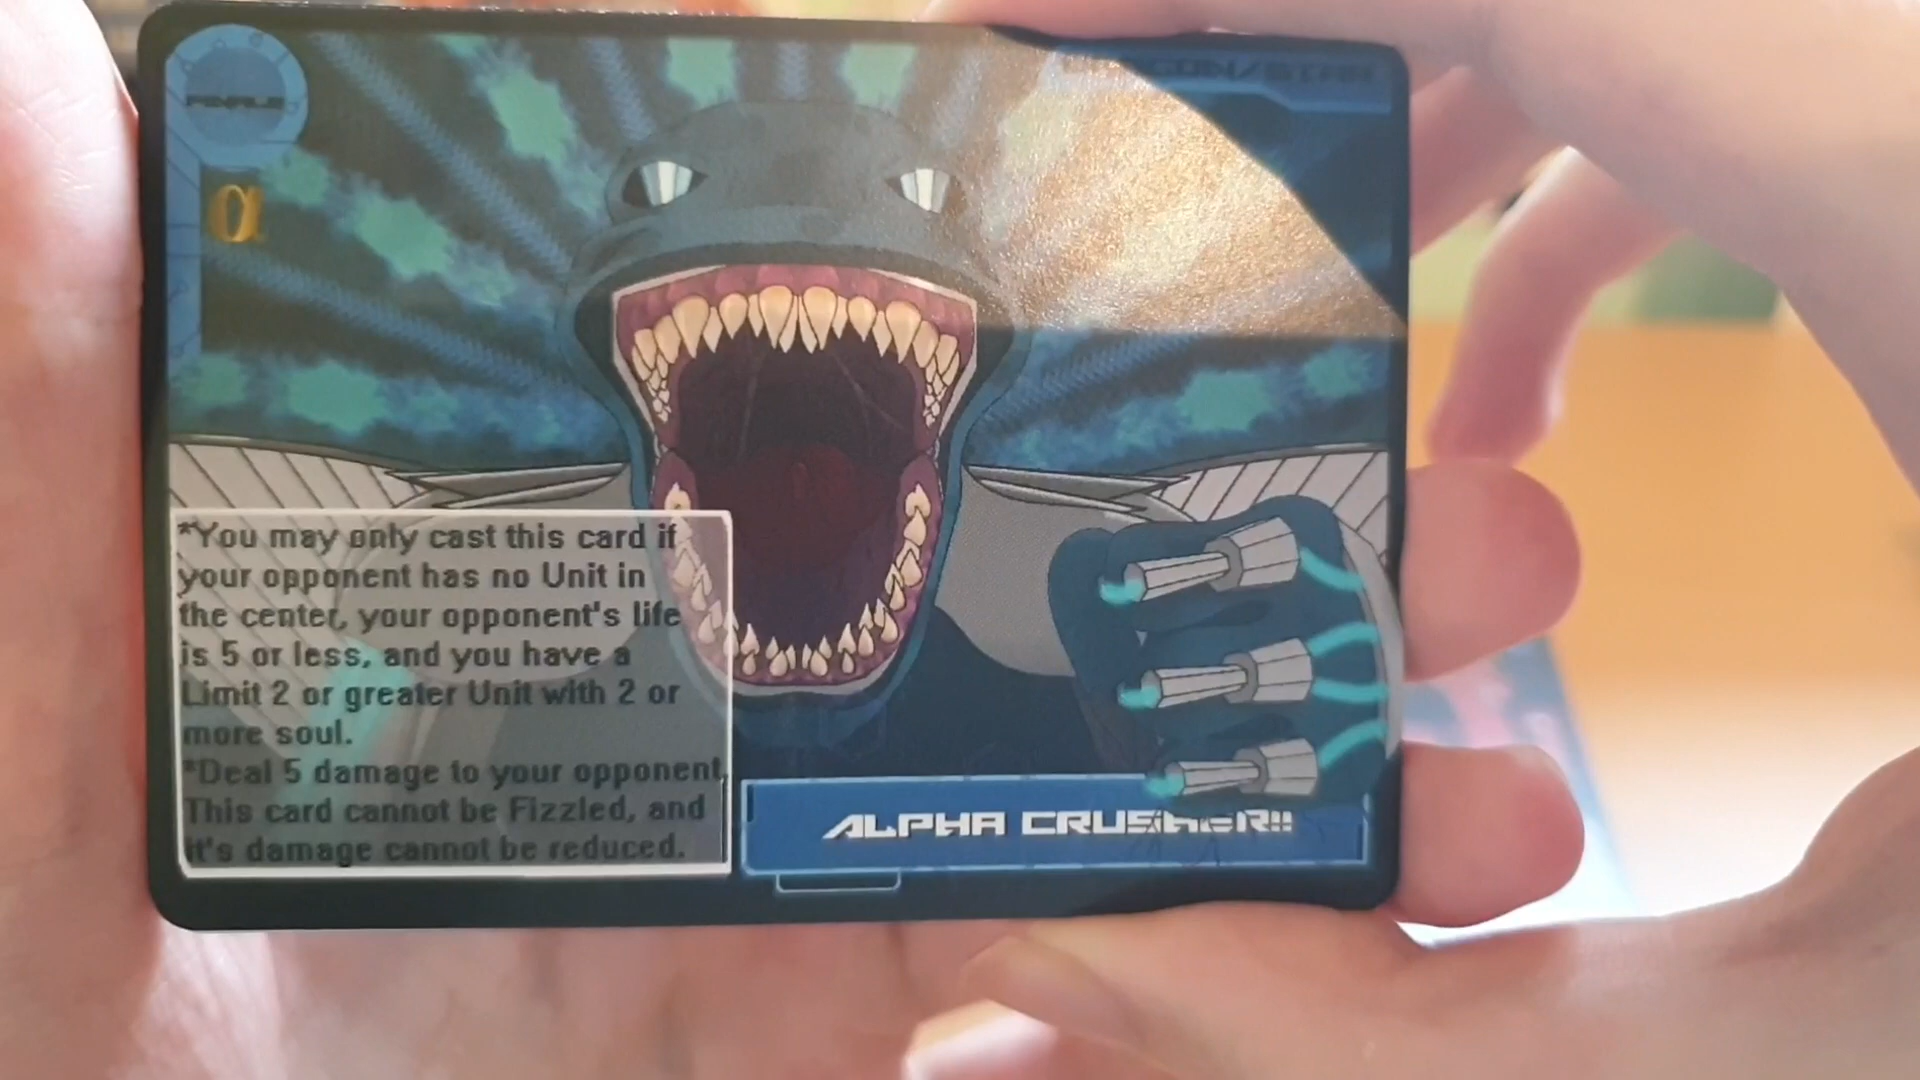 FINALE
α
*You may only cast this card if
your opponent has no Unit in
the center, your opponent's life
is 5 or less, and you have a
Limit 2 or greater Unit with 2 or
more soul.
*Deal 5 damage to your opponent.
This card cannot be Fizzled, and
it's damage cannot be reduced.
ALPHA CRUSHER!!